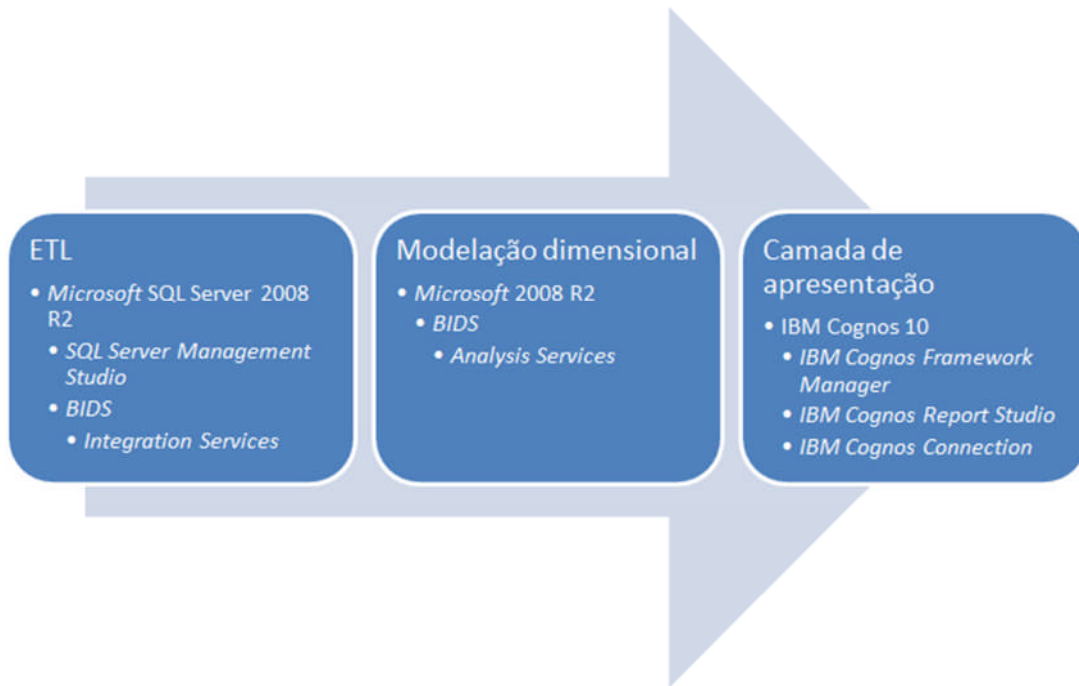 ETL
• Microsoft SQL Server 2008
R2
• SQL Server Management
Studio
• BIDS
• Integration Services
Modelação dimensional
• Microsoft 2008 R2
• BIDS
• Analysis Services
Camada de
apresentação
• IBM Cognos 10
• IBM Cognos Framework
Manager
• IBM Cognos Report Studio
• IBM Cognos Connection